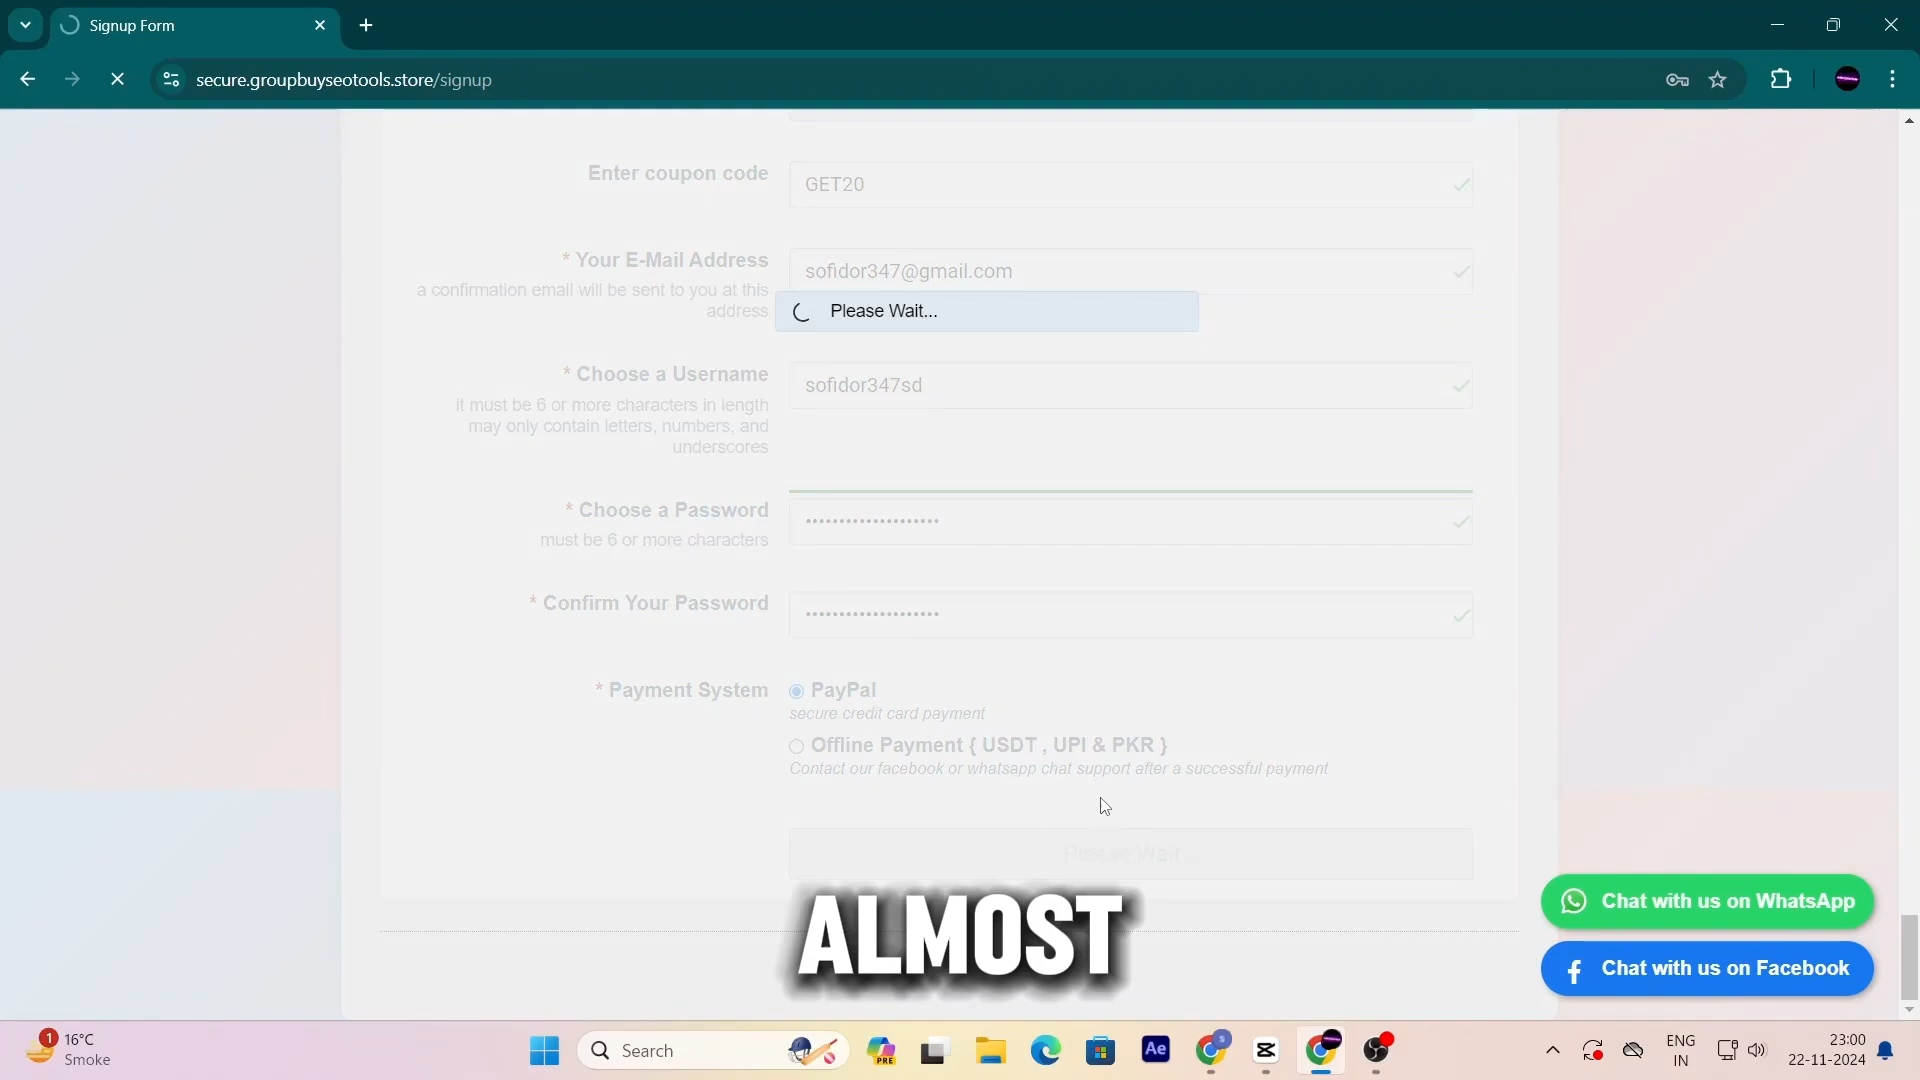 Signup Form
secure.groupbuyseotools.store/signup
Enter coupon code
GET20
* Your E-Mail Address
sofidor347@gmail.com
a confirmation email will be sent to you at this
address
Please Wait...
* Choose a Username
sofidor347sd
it must be 6 or more characters in length
may only contain letters, numbers, and
underscores
* Choose a Password
must be 6 or more characters
* Confirm Your Password
* Payment System
PayPal
secure credit card payment
Offline Payment { USDT , UPI & PKR }
Contact our facebook or whatsapp chat support after a successful payment
ALMOST
Chat with us on WhatsApp
Chat with us on Facebook
1
16°C
Smoke
Search
PRE
Ae
S
ENG
IN
23:00
22-11-2024